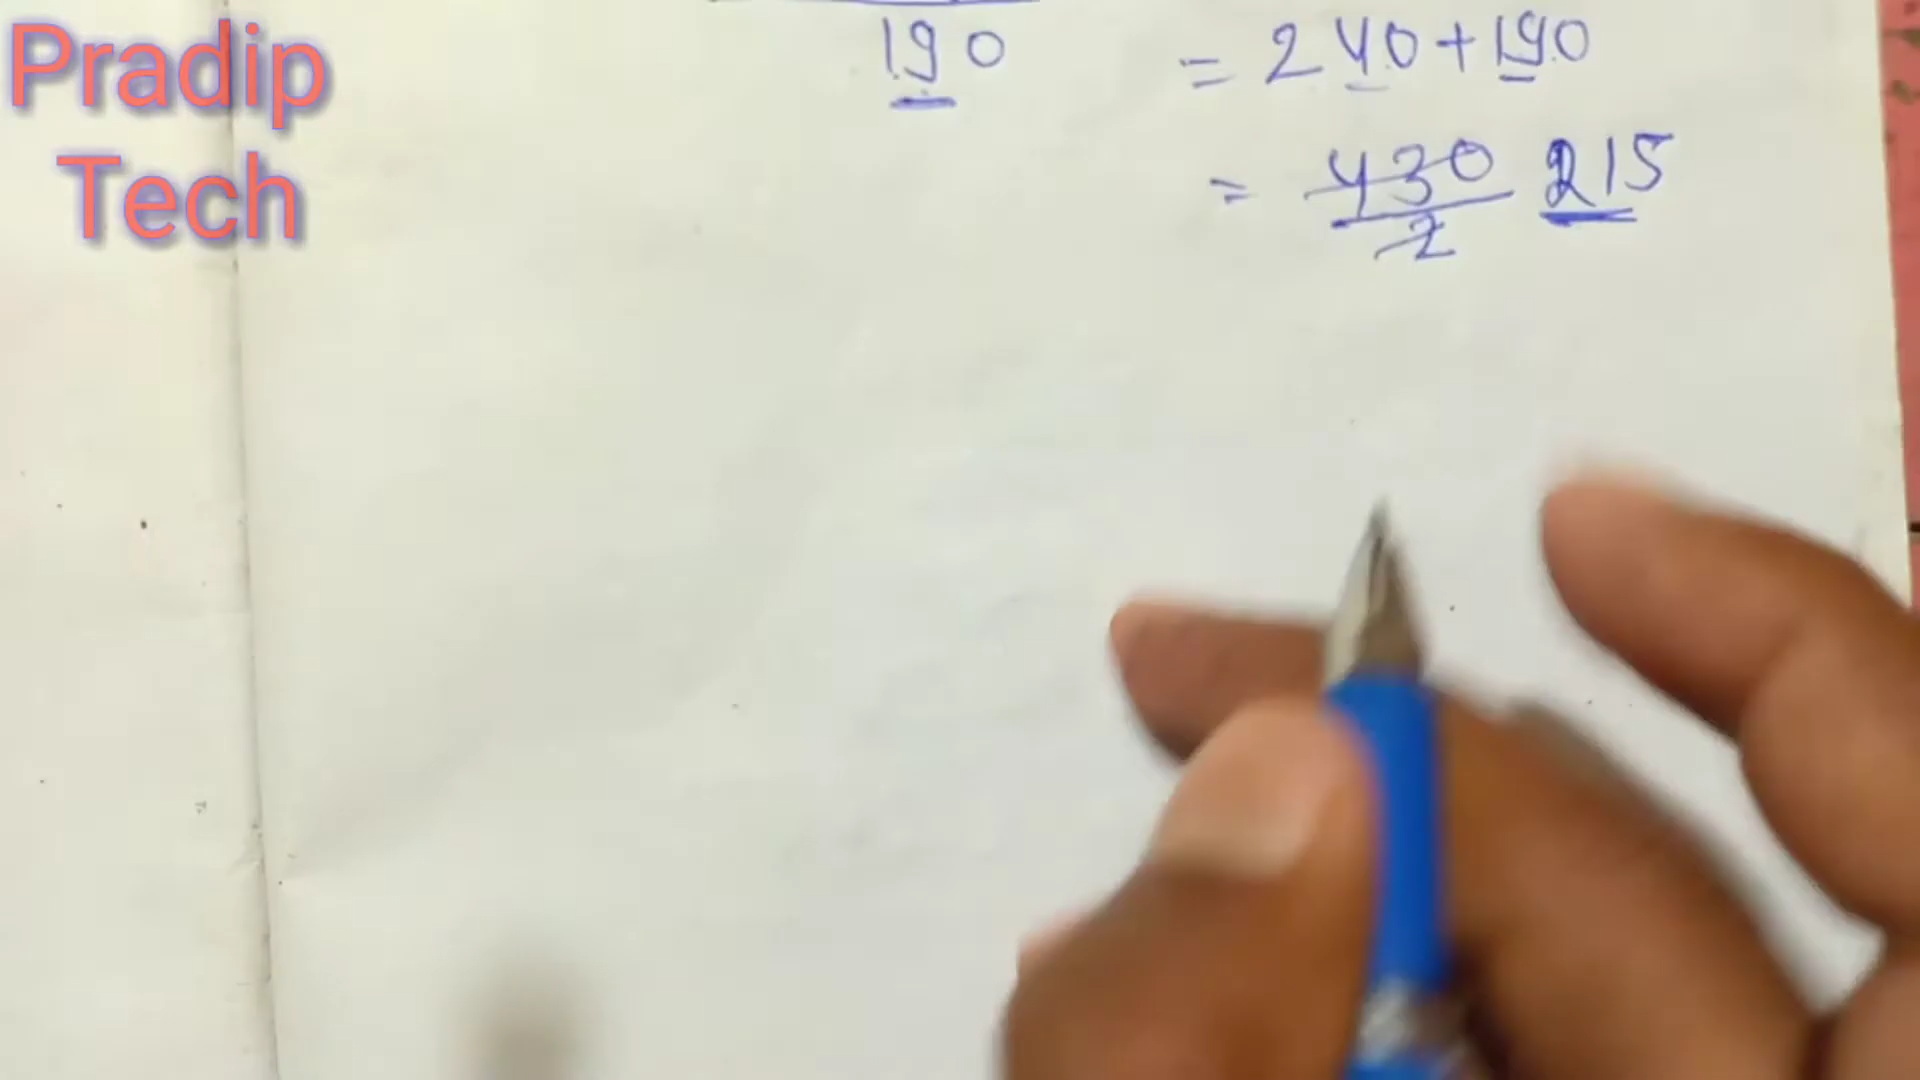 Pradip
Tech
190
= 240+190
= 430/2 215